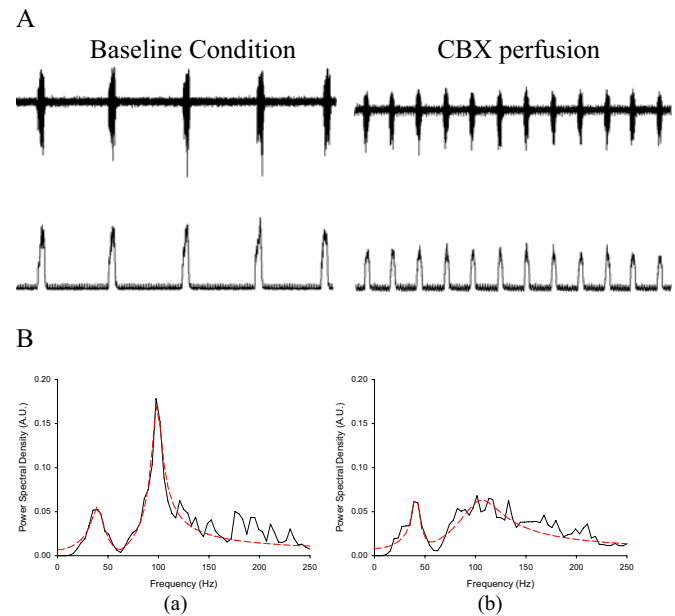 A
Baseline Condition
CBX perfusion
B
0.20
0.15
0.10
0.05
0.00
Power Spectral Density (A.U.)
0
50
100
150
200
250
Frequency (Hz)
(a)
0.20
0.15
0.10
0.05
0.00
Power Spectral Density (A.U.)
0
50
100
150
200
250
Frequency (Hz)
(b)